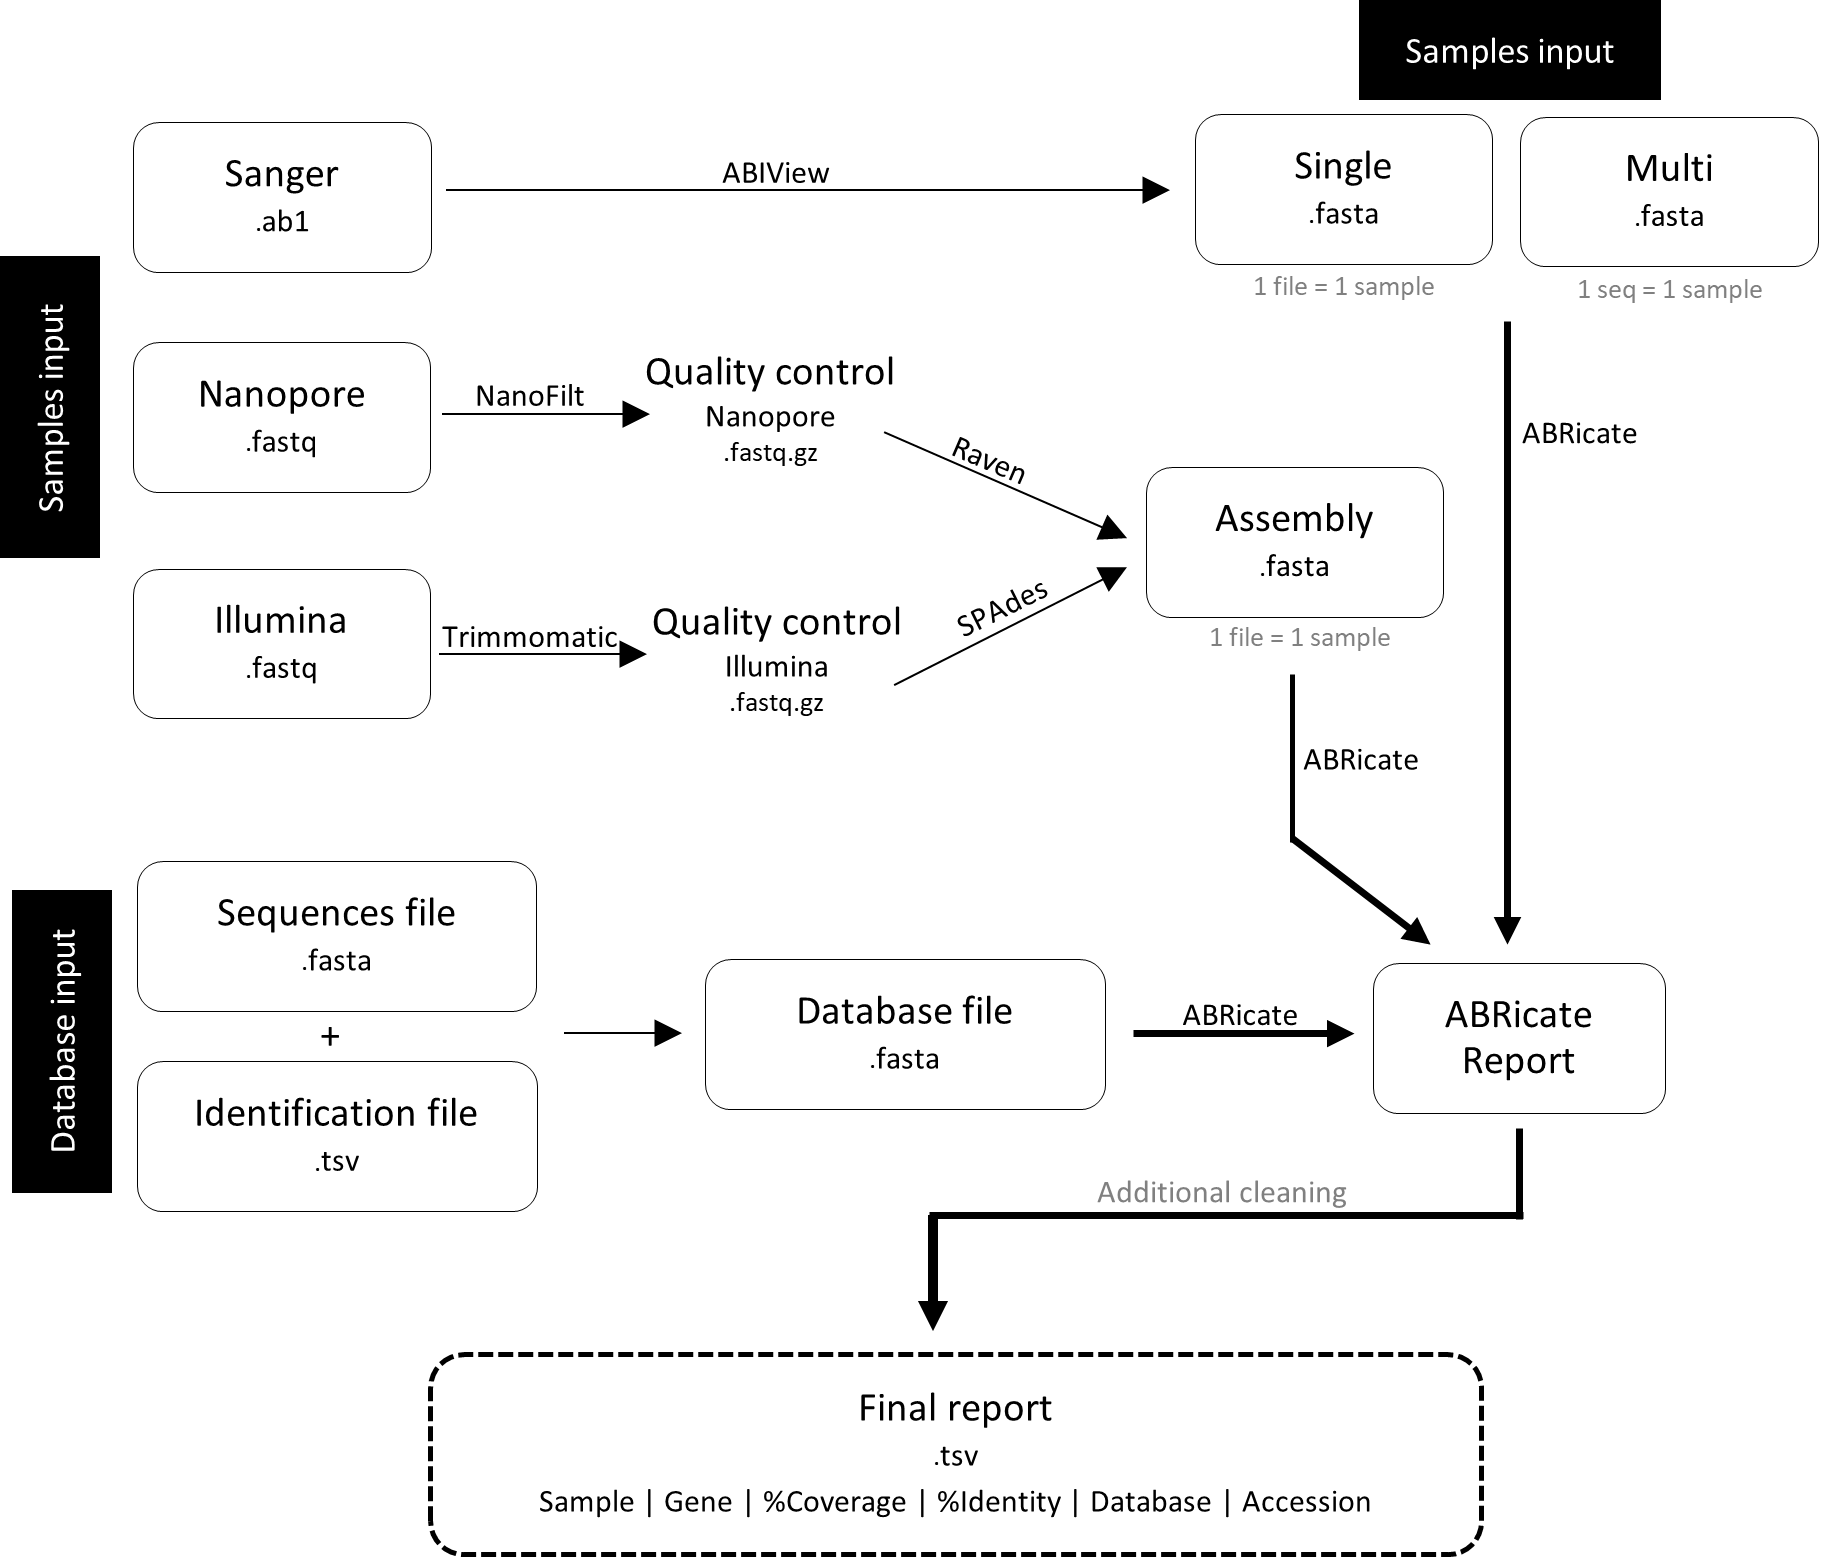 Samples input
Sanger
.ab1
ABIView
Single
.fasta
1 file = 1 sample
Multi
.fasta
1 seq = 1 sample
Samples input
Nanopore
.fastq
NanoFilt
Quality control
Nanopore
.fastq.gz
Raven
ABRicate
Illumina
.fastq
Trimmomatic
Quality control
Illumina
.fastq.gz
SPAdes
Assembly
.fasta
1 file = 1 sample
ABRicate
Database input
Sequences file
.fasta
+
Identification file
.tsv
Database file
.fasta
ABRicate
ABRicate
Report
Additional cleaning
Final report
.tsv
Sample | Gene | %Coverage | %Identity | Database | Accession